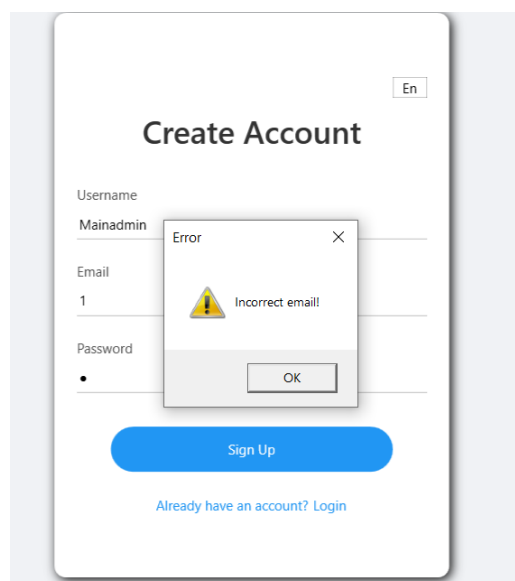 En
Create Account
Username
Mainadmin
Error
Email
1
Incorrect email!
Password
●
OK
Sign Up
Already have an account? Login